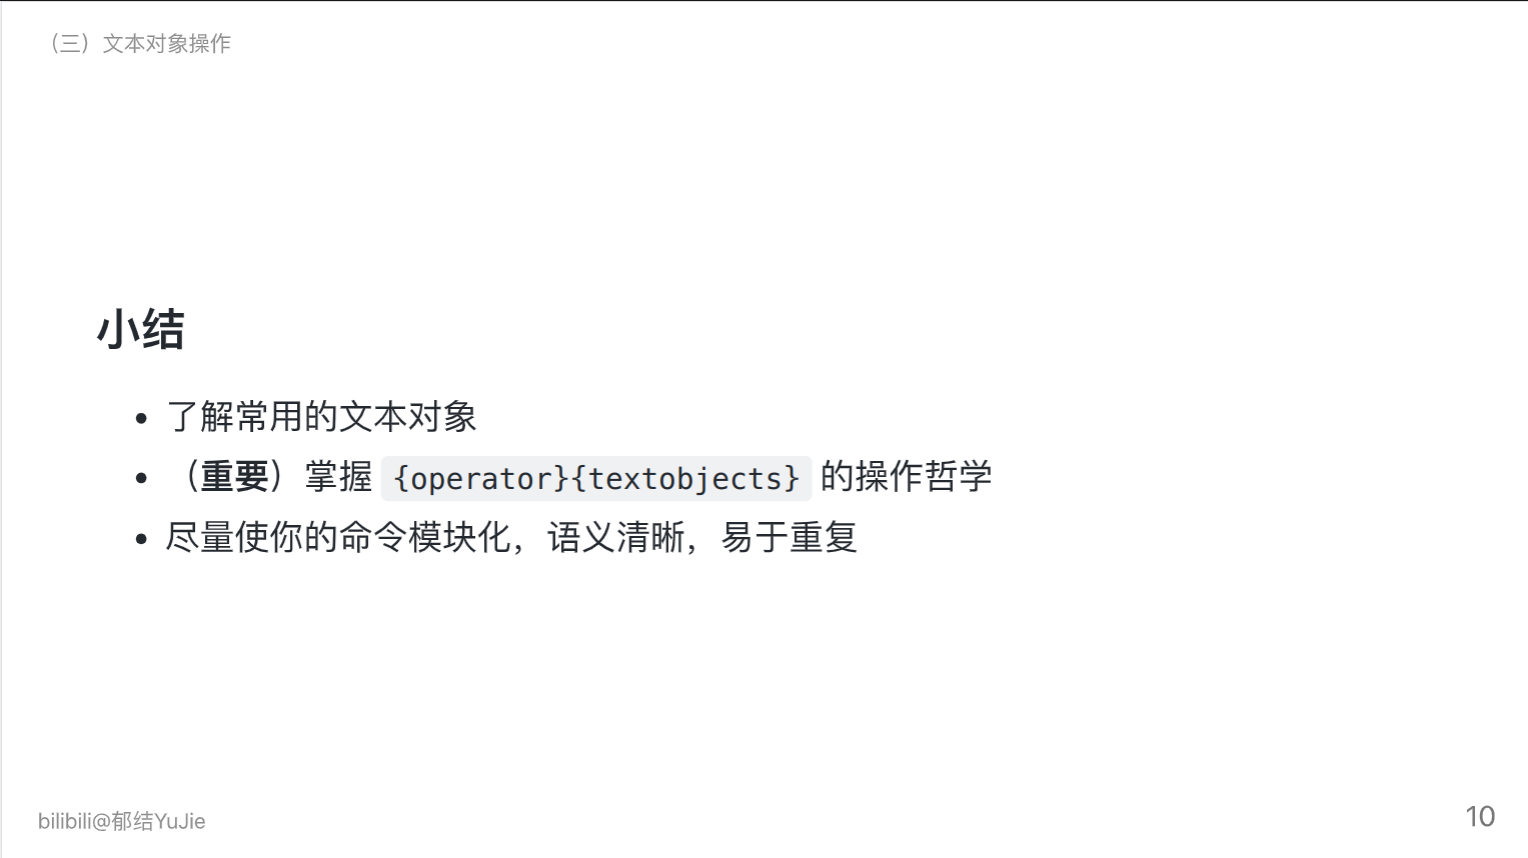 （三）文本对象操作
小结
• 了解常用的文本对象
• （重要）掌握 {operator}{textobjects} 的操作哲学
• 尽量使你的命令模块化，语义清晰，易于重复
bilibili@郁结YuJie
10